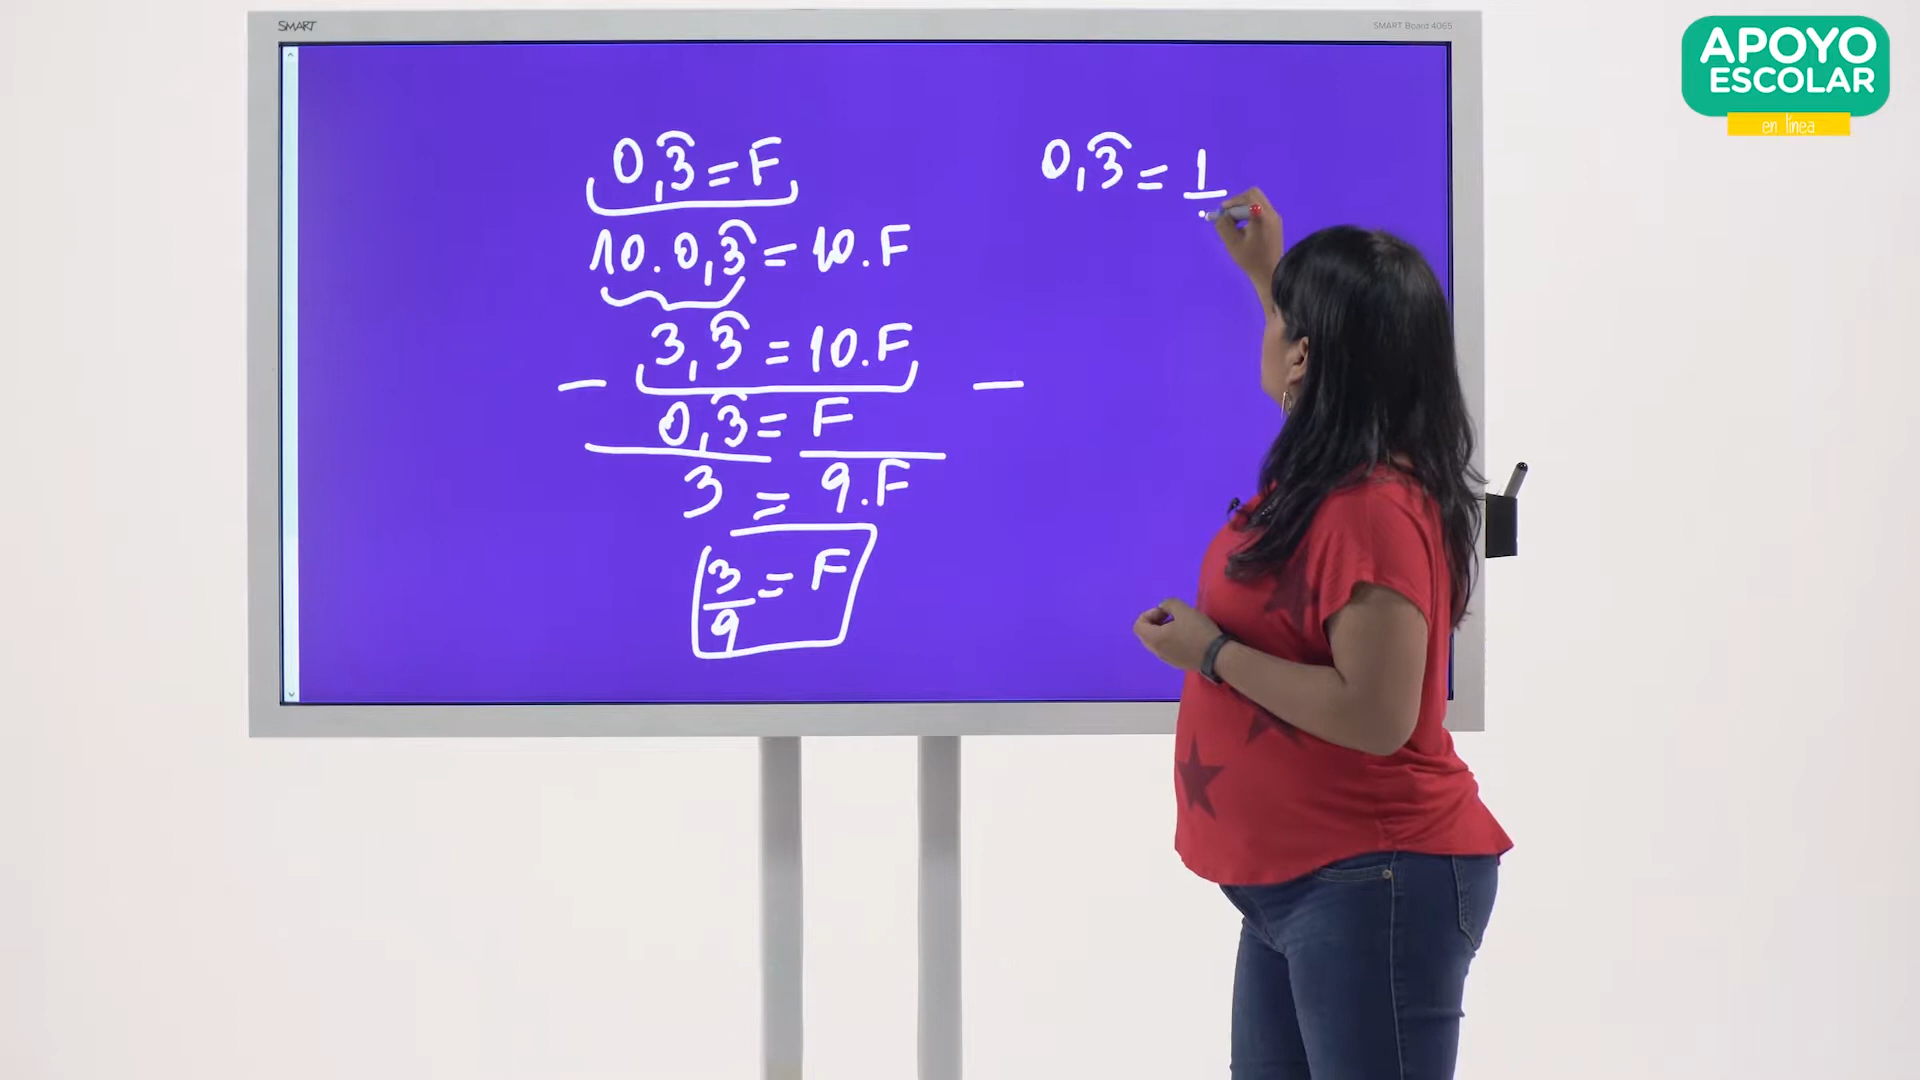 SMART
SMART Board 4065
APOYO
ESCOLAR
en línea
0,3̑ = F
10.0,3̑ = 10.F
3,3̑ = 10.F
— —
0,3̑ = F
3 = 9.F
3/9 = F
0,3̑ = 1/